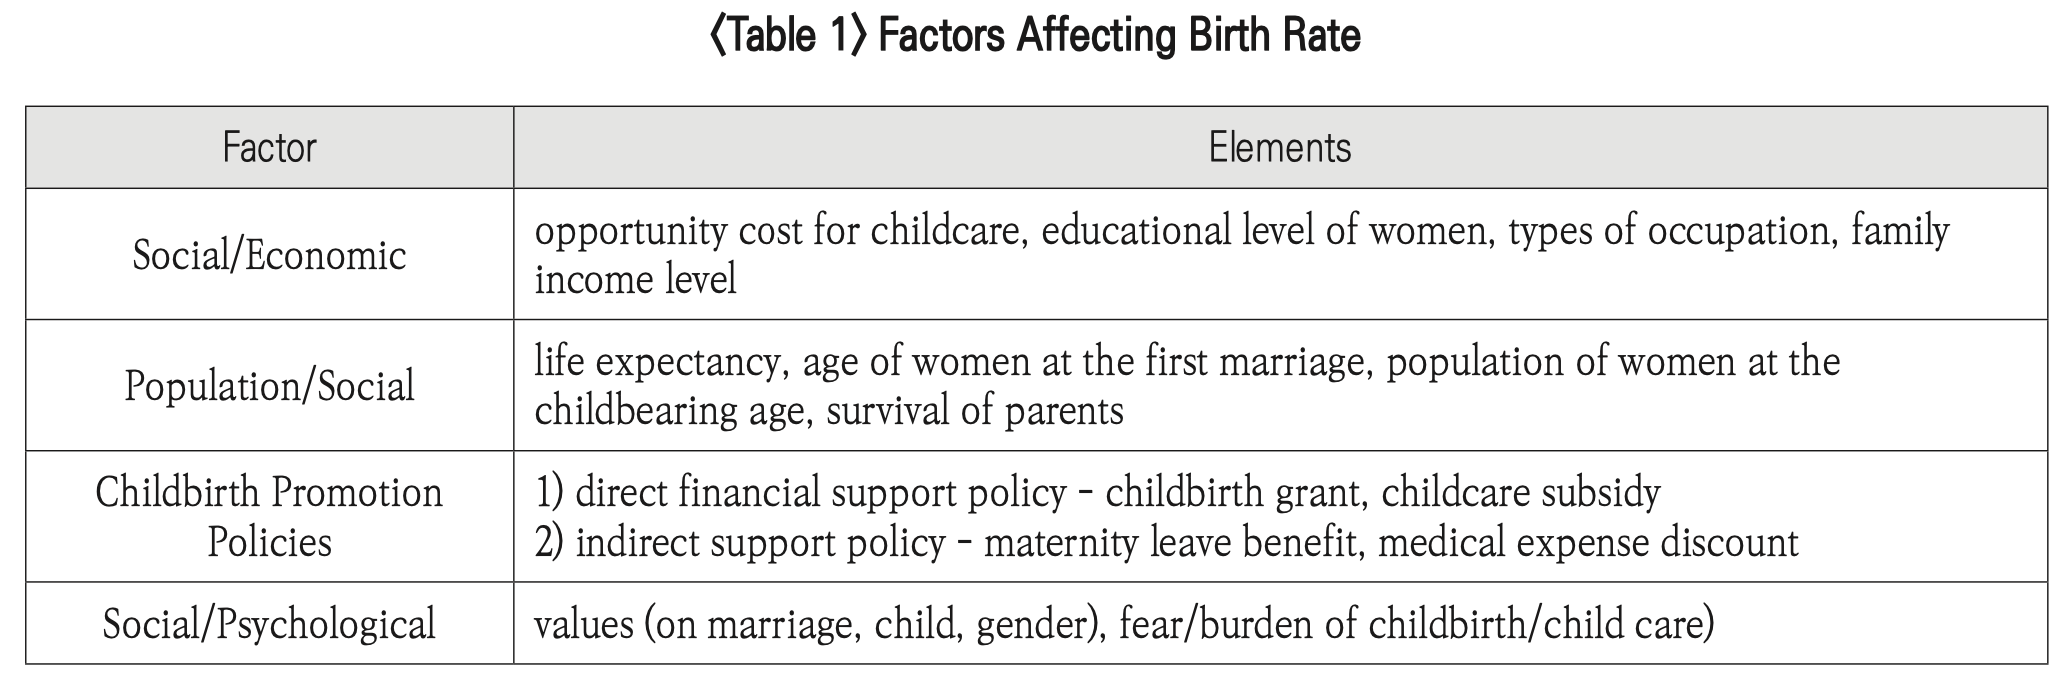 〈Table 1〉 Factors Affecting Birth Rate
Factor
Elements
Social/Economic
opportunity cost for childcare, educational level of women, types of occupation, family
income level
Population/Social
life expectancy, age of women at the first marriage, population of women at the
childbearing age, survival of parents
Childbirth Promotion
Policies
1) direct financial support policy - childbirth grant, childcare subsidy
2) indirect support policy - maternity leave benefit, medical expense discount
Social/Psychological
values (on marriage, child, gender), fear/burden of childbirth/child care)